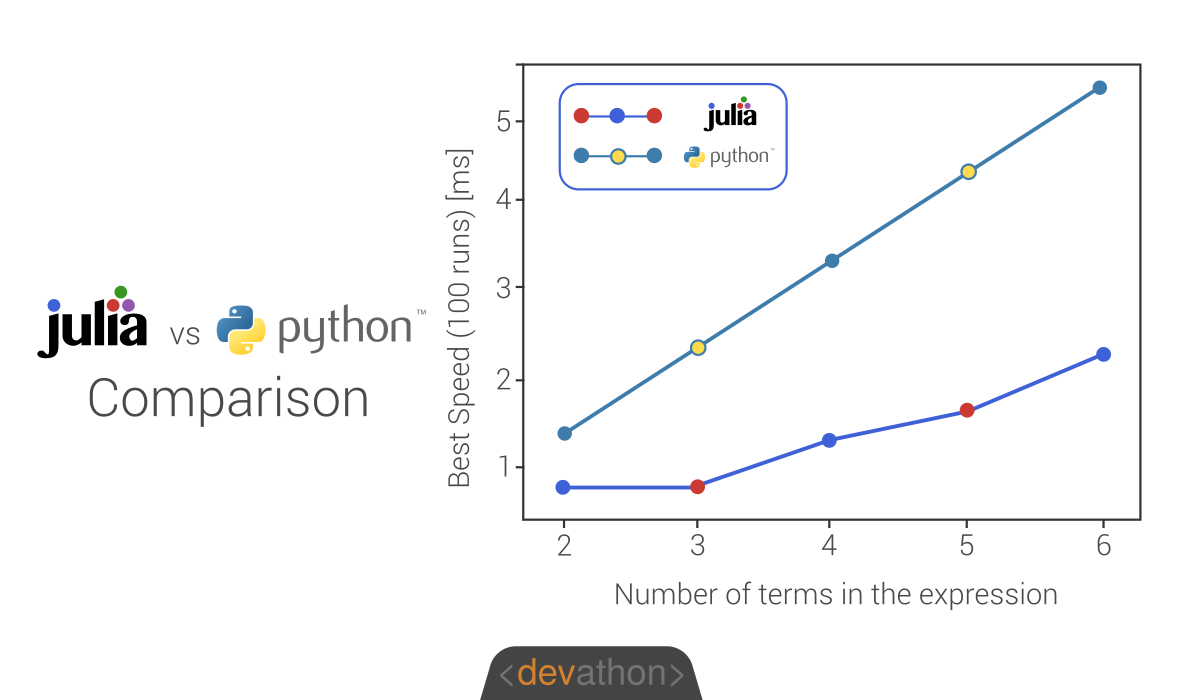 julia vs python™
Comparison
julia
python™
Best Speed (100 runs) [ms]
5
4
3
2
1
2 3 4 5 6
Number of terms in the expression
<devathon>